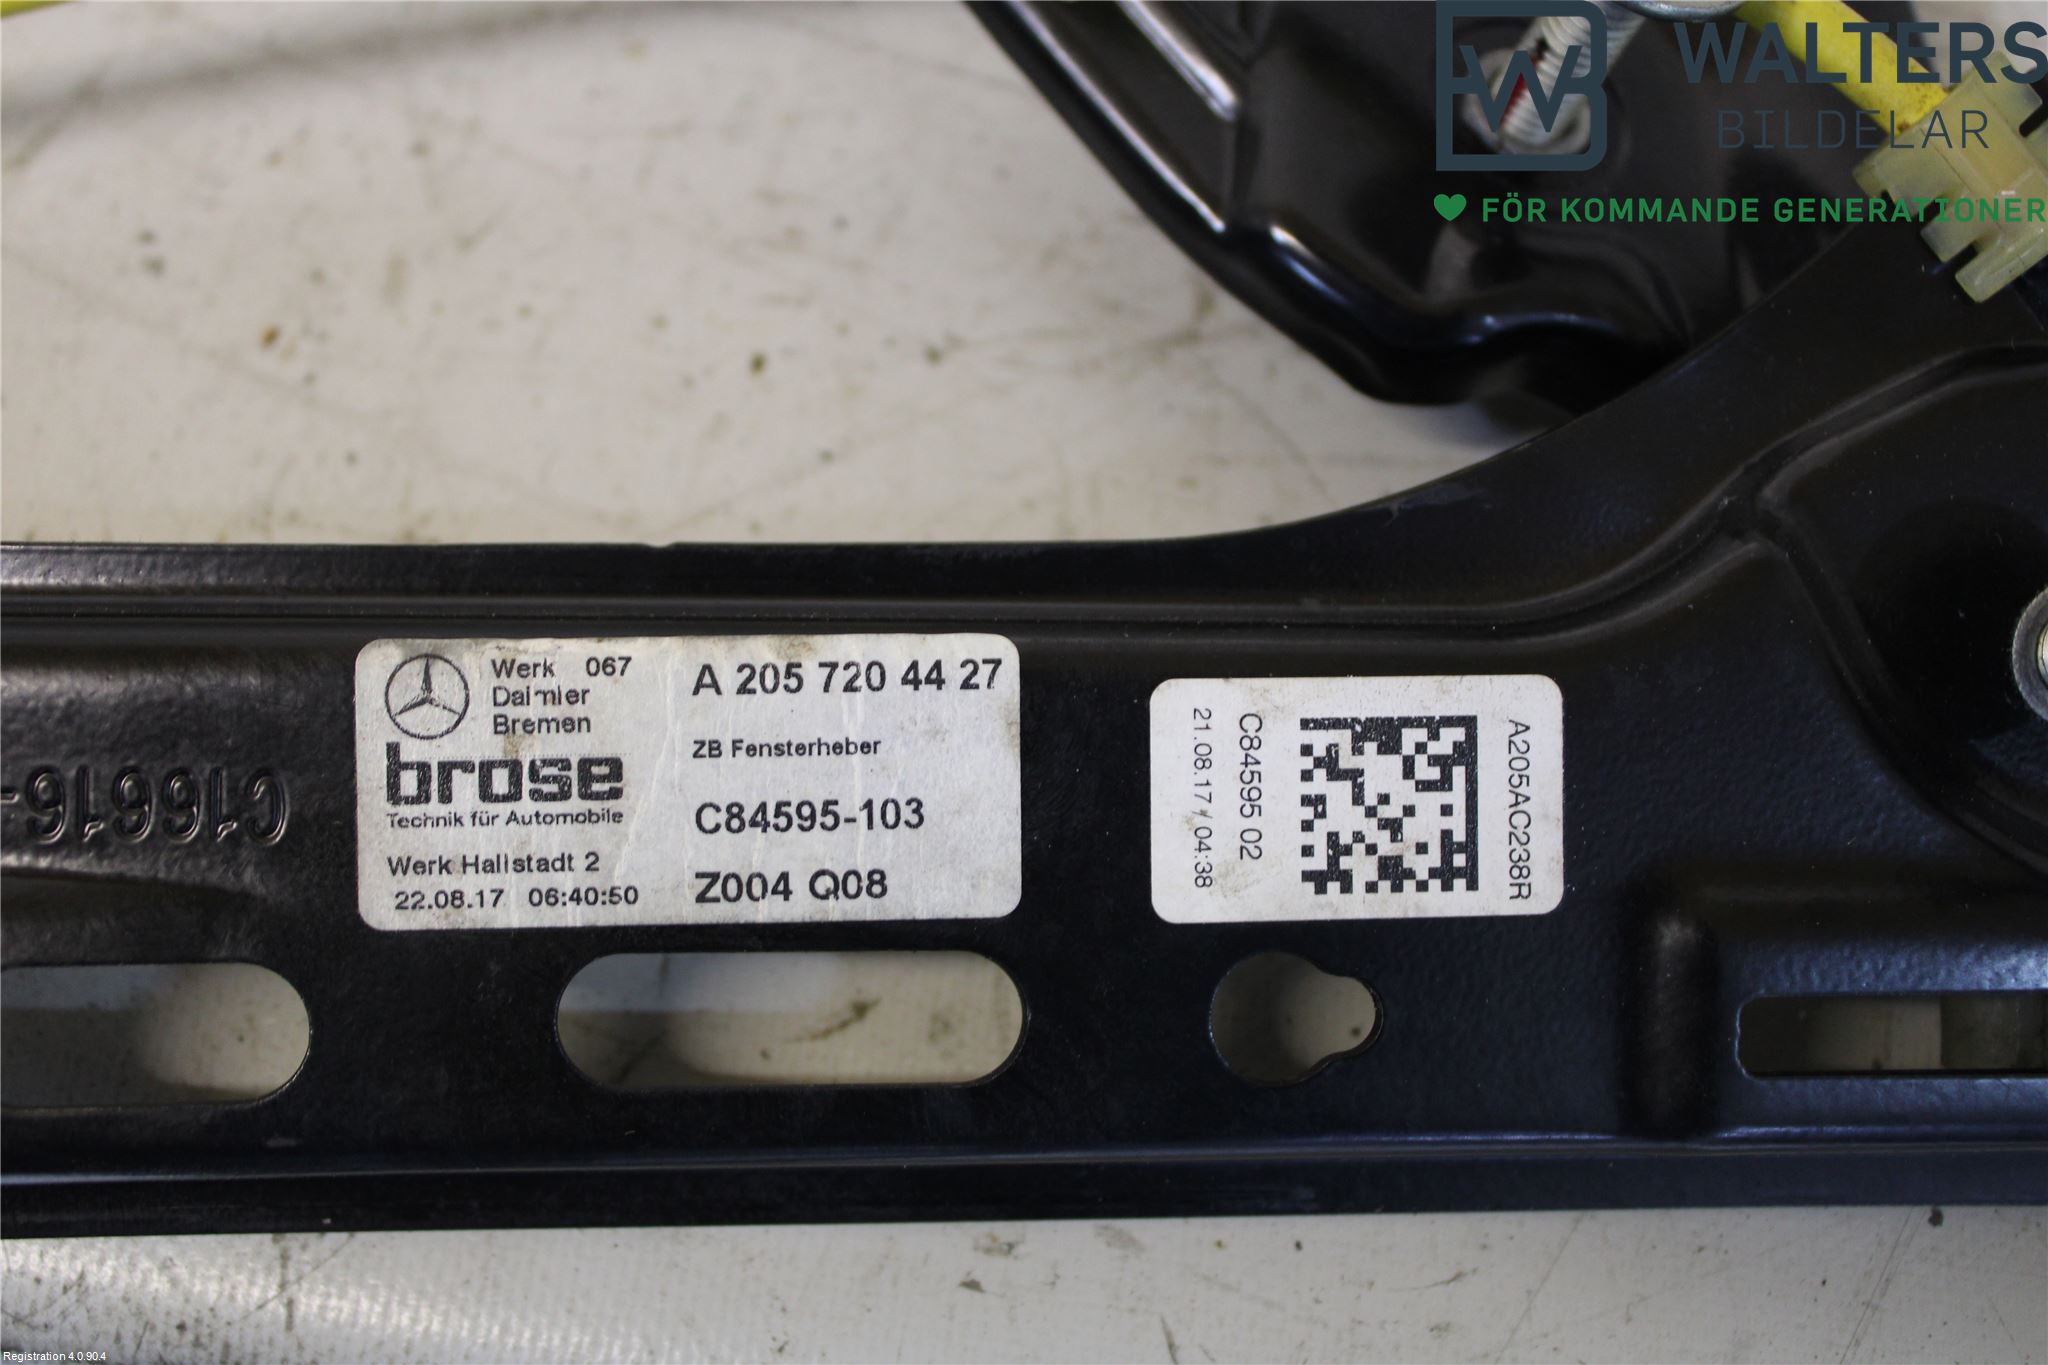 WALTERS
BILDELAR
FÖR KOMMANDE GENERATIONER
Werk 067
Daimler
Bremen
brose
Technik für Automobile
Werk Hallstadt 2
22.08.17 06:40:50
A 205 720 44 27
ZB Fensterheber
C84595-103
Z004 Q08
A205AC238R
C84595 02
21.08.17 / 04:38
C16616-
Registration 4.0.90.4